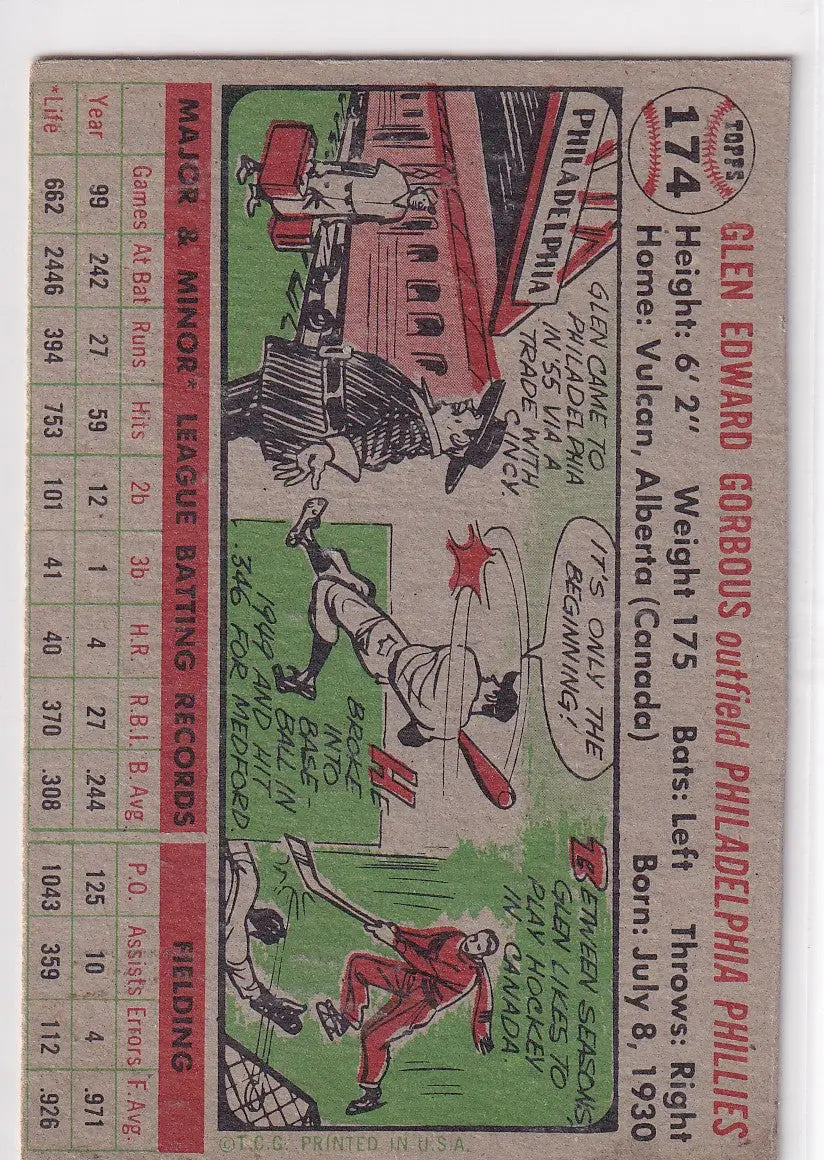 TOPPS
174
GLEN EDWARD GORBOUS outfield PHILADELPHIA PHILLIES
Height: 6'2" Weight 175 Bats: Left Throws: Right
Home: Vulcan, Alberta (Canada) Born: July 8, 1930
PHILADELPHIA
GLEN CAME TO
PHILADELPHIA
IN '55 VIA A
TRADE WITH
CINCY.
IT'S ONLY THE
BEGINNING!
HE
BROKE
INTO
BASE-
BALL IN
1949 AND HIT
.346 FOR MEDFORD.
BETWEEN SEASONS,
GLEN LIKES TO
PLAY HOCKEY
IN CANADA
MAJOR & MINOR* LEAGUE BATTING RECORDS FIELDING
Games At Bat Runs Hits 2b 3b H.R. R.B.I. B. Avg. P.O. Assists Errors F. Avg.
Year 99 242 27 59 12 1 4 27 .244 125 10 4 .971
*Life 662 2446 394 753 101 41 40 370 .308 1043 359 112 .926
©T.C.G. PRINTED IN U.S.A.